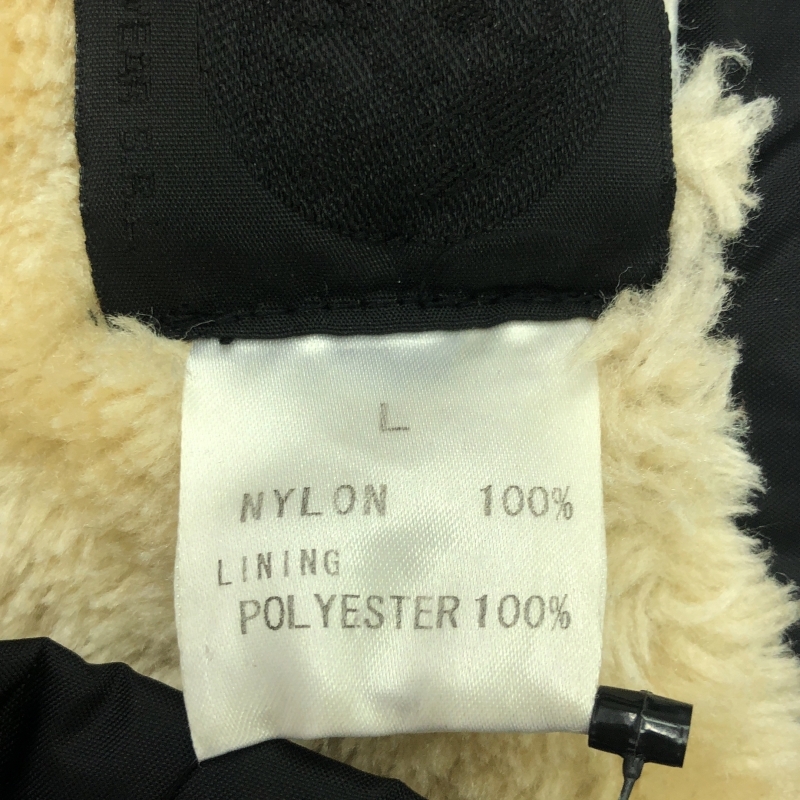 L
NYLON 100%
LINING
POLYESTER 100%